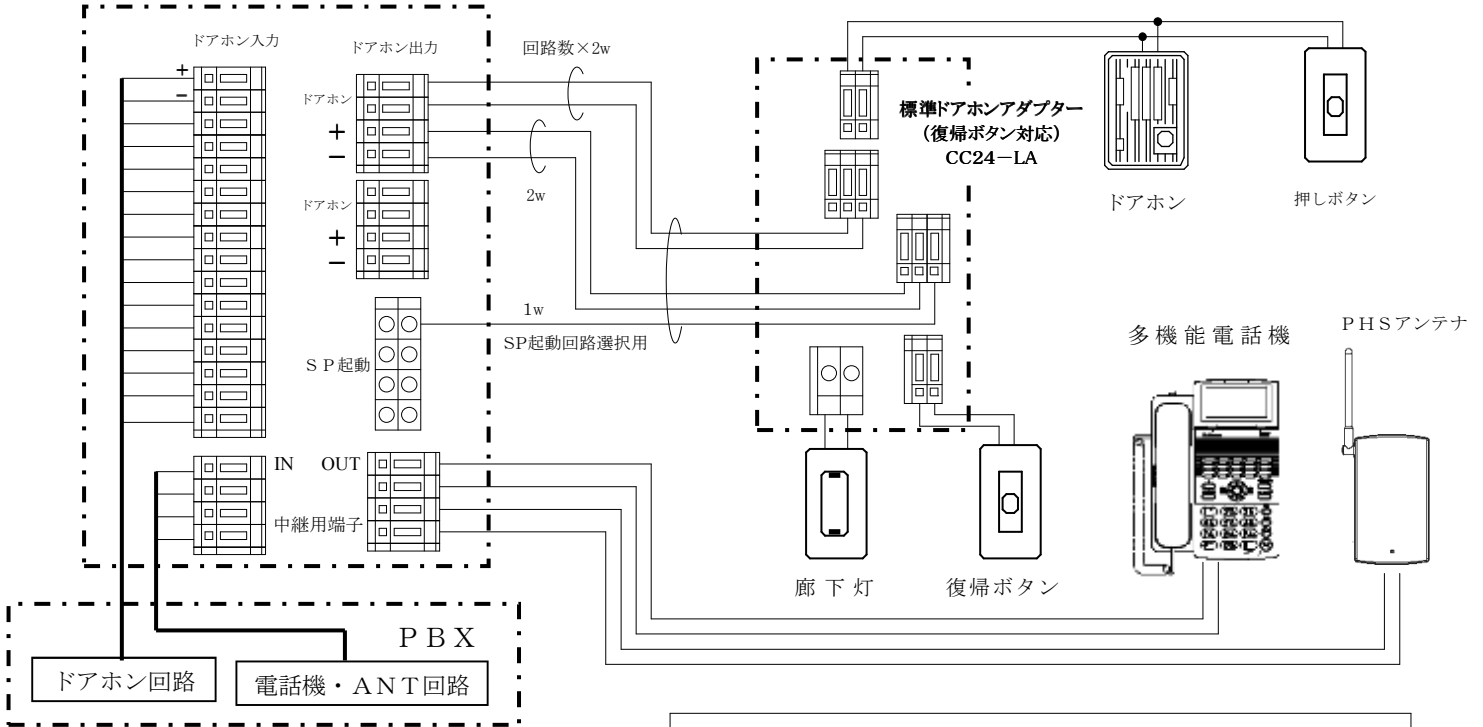 ドアホン入力
ドアホン出力
回路数×2w
+
−
ドアホン
+
−
2w
ドアホン
+
−
標準ドアホンアダプター
(復帰ボタン対応)
CC24－LA
ドアホン
押しボタン
1w
SP起動回路選択用
SP起動
多機能電話機
PHSアンテナ
IN
OUT
中継用端子
廊下灯
復帰ボタン
PBX
ドアホン回路
電話機・ANT回路